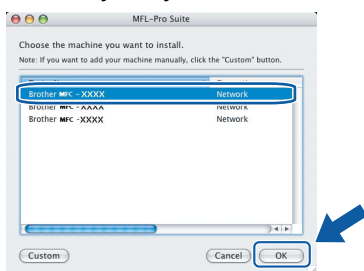 MFL-Pro Suite
Choose the machine you want to install.
Note: If you want to add your machine manually, click the "Custom" button.
Brother MFC - XXXX Network
Brother MFC - XXXX Network
Brother MFC - XXXX Network
Custom Cancel OK